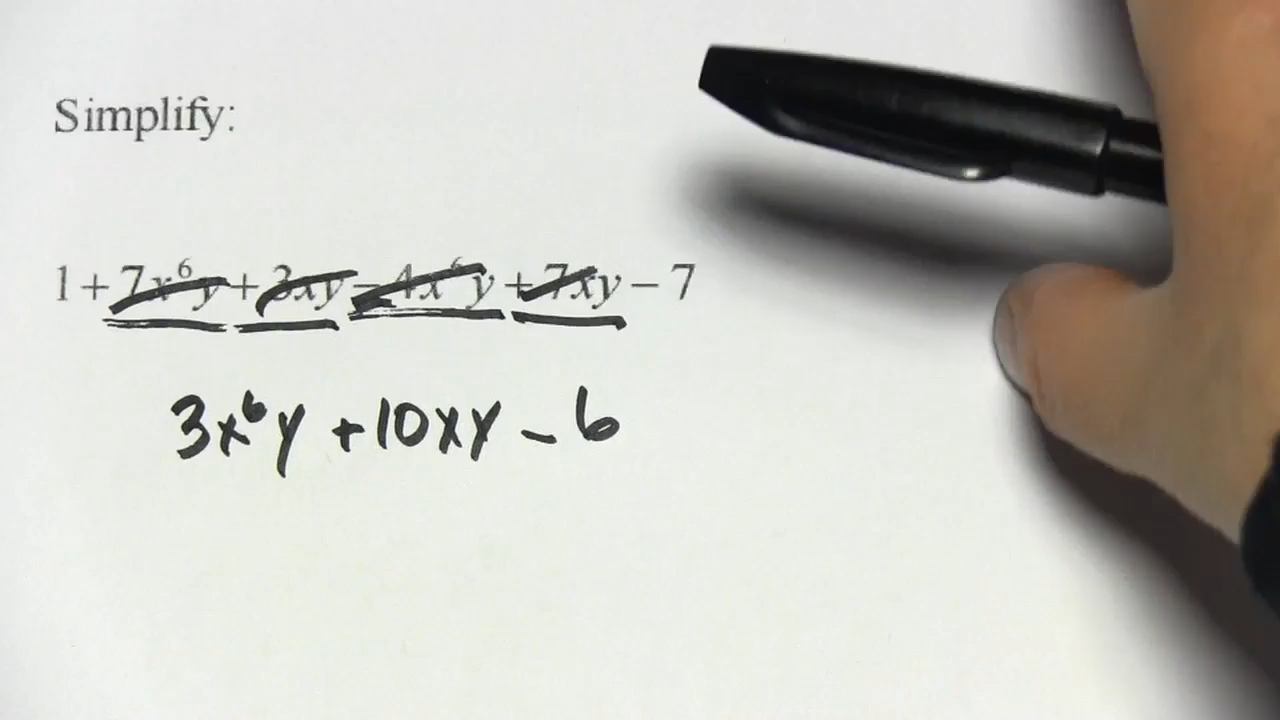 Simplify:
1 + 7x⁶y + 3xy − 4x⁶y + 7xy − 7
3x⁶y + 10xy - 6